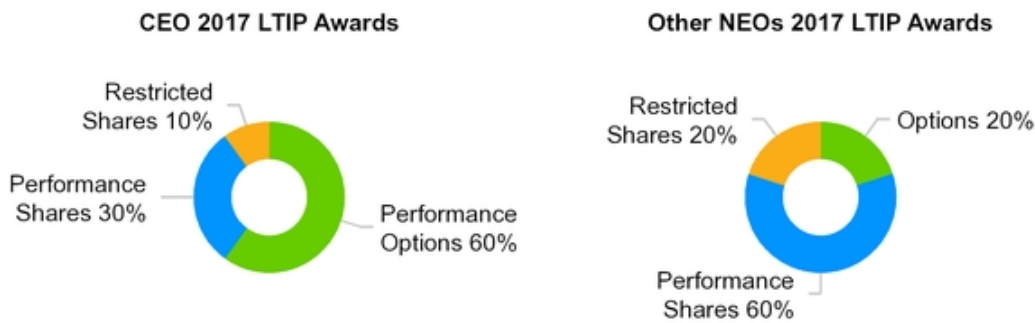 CEO 2017 LTIP Awards
Restricted
Shares 10%
Performance
Shares 30%
Performance
Options 60%
Other NEOs 2017 LTIP Awards
Restricted
Shares 20%
Options 20%
Performance
Shares 60%